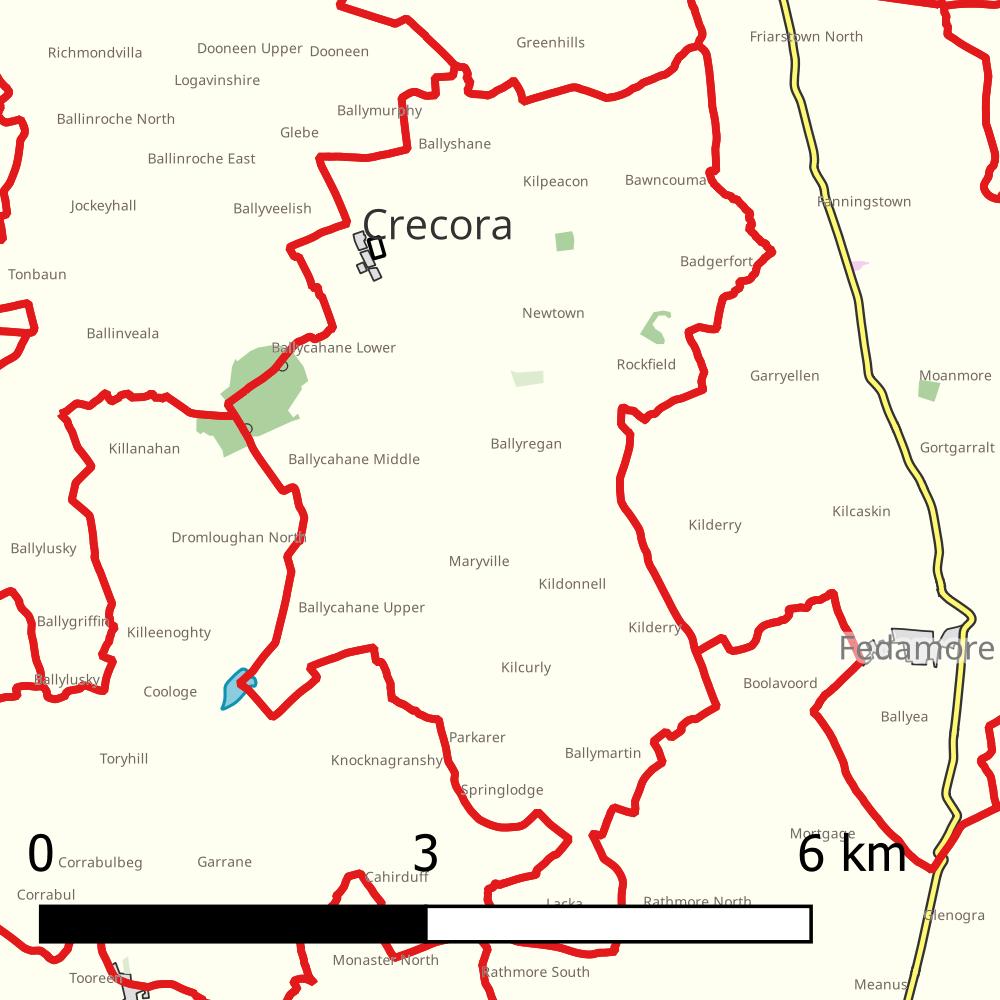 Friarstown North
Greenhills
Dooneen Upper
Dooneen
Richmondvilla
Logavinshire
Ballymurphy
Ballinroche North
Glebe
Ballyshane
Ballinroche East
Kilpeacon
Bawncouma
Fanningstown
Jockeyhall
Ballyveelish
Crecora
Badgerfort
Tonbaun
Newtown
Ballinveala
Ballycahane Lower
Rockfield
Garryellen
Moanmore
Ballyregan
Gortgarralt
Killanahan
Ballycahane Middle
Kilcaskin
Kilderry
Dromloughan North
Ballylusky
Maryville
Kildonnell
Ballycahane Upper
Ballygriffin
Killeenoghty
Kilderry
Fedamore
Kilcurly
Ballylusky
Coologe
Boolavoord
Ballyea
Parkarer
Ballymartin
Toryhill
Knocknagranshy
Springlodge
Mortgage
0
3
6 km
Corrabulbeg
Garrane
Cahirduff
Corrabul
Lacka
Rathmore North
Glenogra
Monaster North
Rathmore South
Tooreen
Meanus